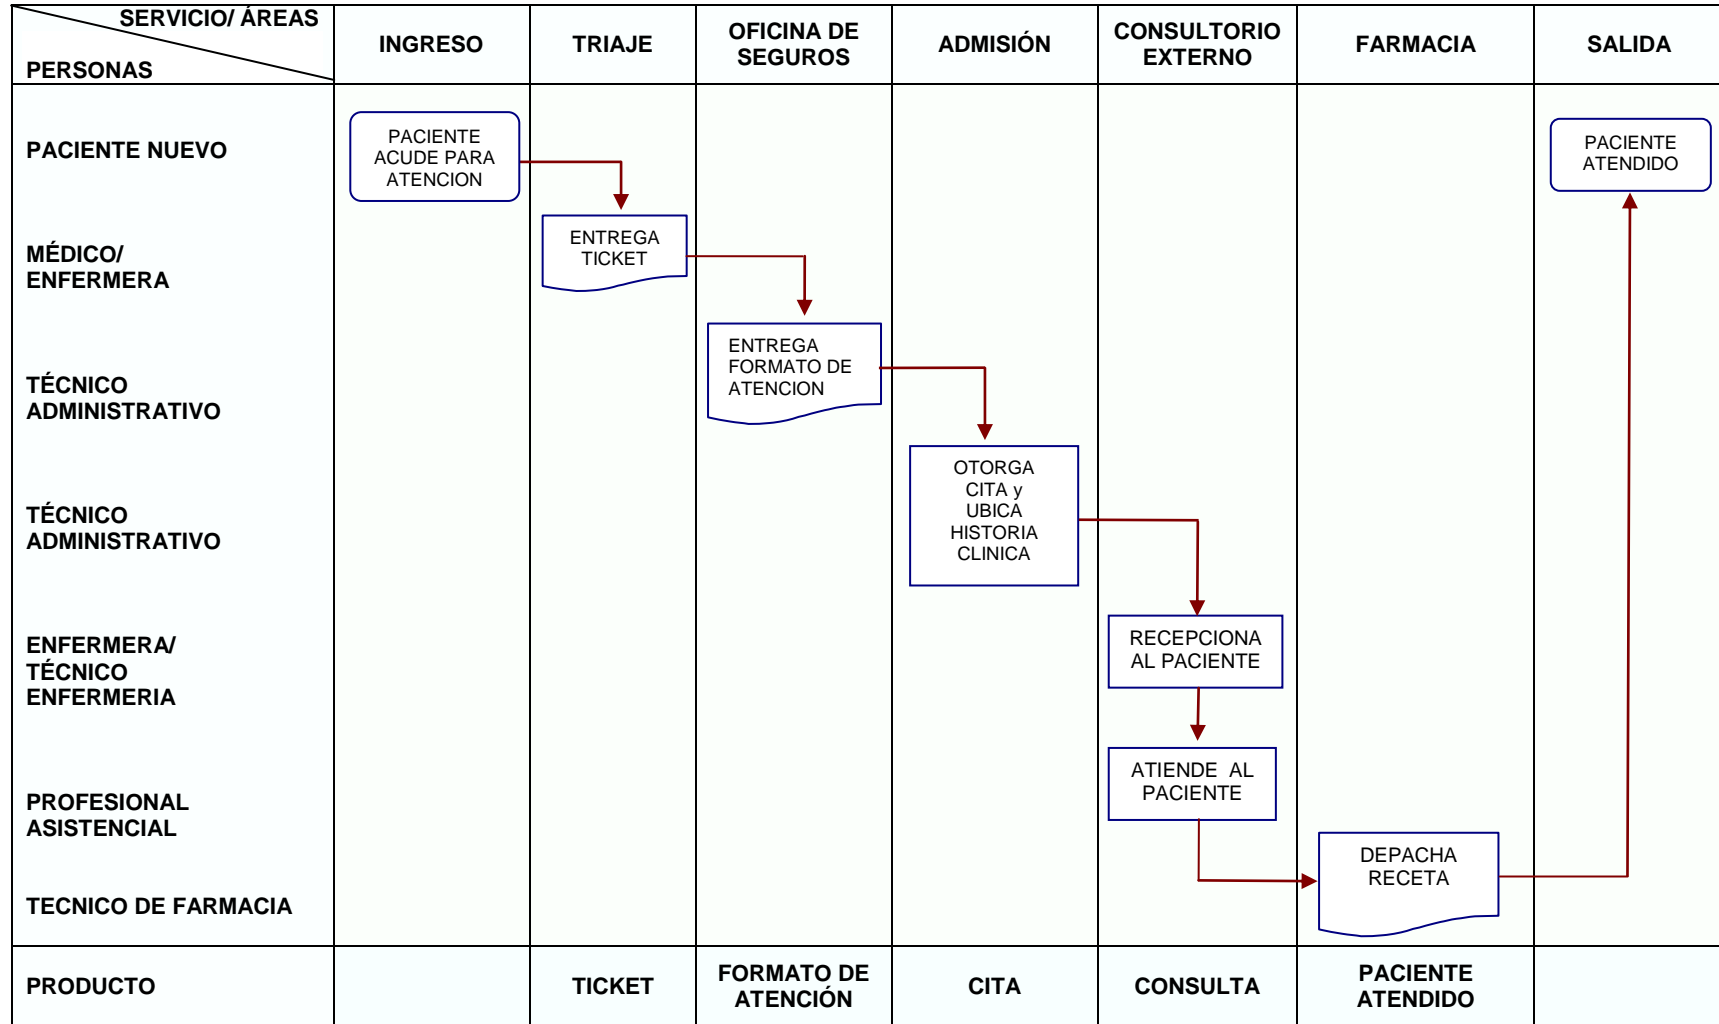 SERVICIO/ ÁREAS
PERSONAS
INGRESO
TRIAJE
OFICINA DE
SEGUROS
ADMISIÓN
CONSULTORIO
EXTERNO
FARMACIA
SALIDA
PACIENTE NUEVO
PACIENTE
ACUDE PARA
ATENCION
PACIENTE
ATENDIDO
MÉDICO/
ENFERMERA
ENTREGA
TICKET
TÉCNICO
ADMINISTRATIVO
ENTREGA
FORMATO DE
ATENCION
TÉCNICO
ADMINISTRATIVO
OTORGA
CITA y
UBICA
HISTORIA
CLINICA
ENFERMERA/
TÉCNICO
ENFERMERIA
RECEPCIONA
AL PACIENTE
PROFESIONAL
ASISTENCIAL
ATIENDE AL
PACIENTE
TECNICO DE FARMACIA
DEPACHA
RECETA
PRODUCTO
TICKET
FORMATO DE
ATENCIÓN
CITA
CONSULTA
PACIENTE
ATENDIDO